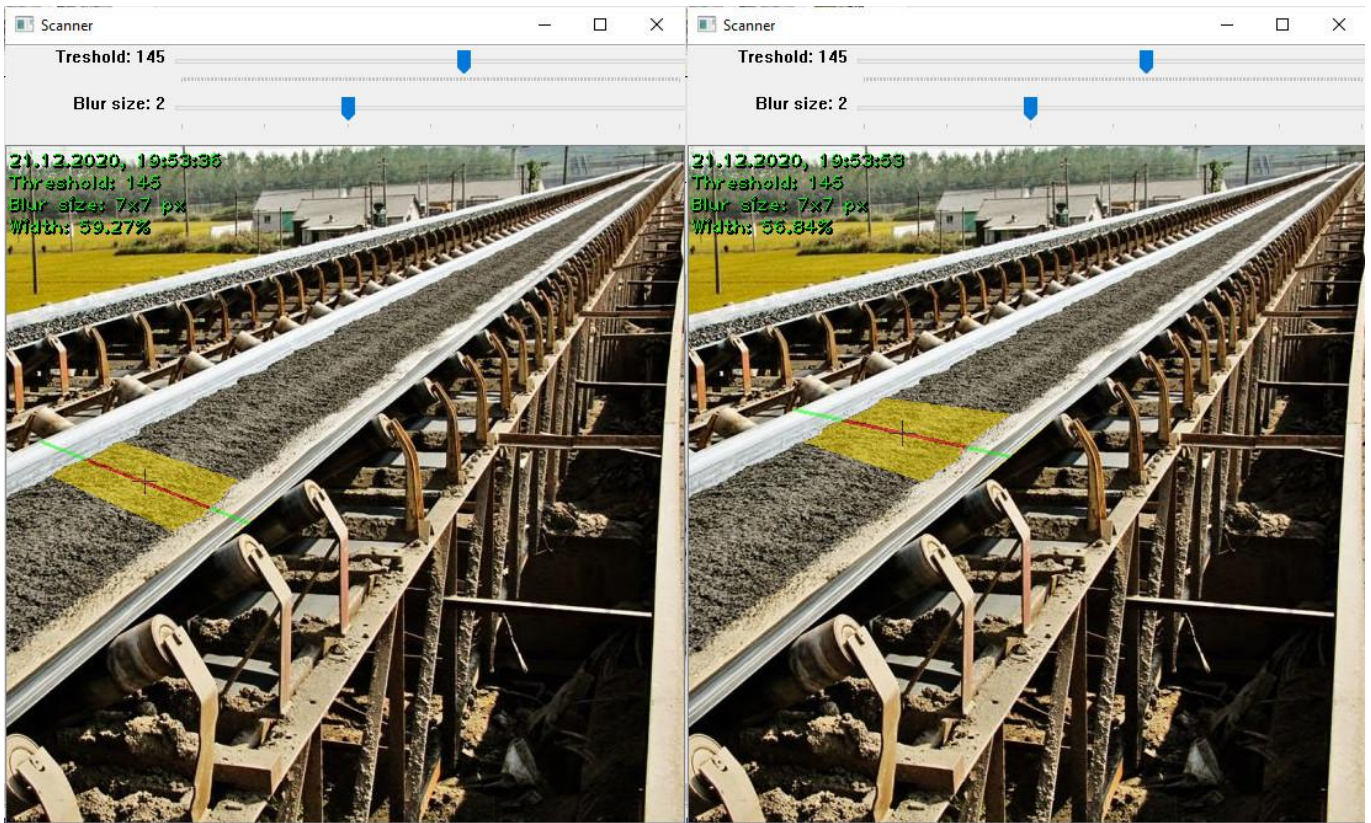 Scanner
Treshold: 145
Blur size: 2
21.12.2020, 19:53:36
Threshold: 145
Blur size: 7x7 px
Width: 59.27%
Scanner
Treshold: 145
Blur size: 2
21.12.2020, 19:53:53
Threshold: 145
Blur size: 7x7 px
Width: 56.84%